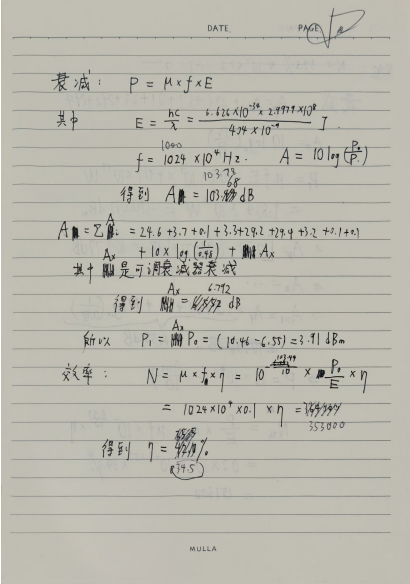 DATE PAGE
衰减: P = μ×f×E
其中 E = hc/λ = 6.626×10^-34 × 2.9979×10^8 / 404×10^-9 J.
f = 1024 ×10^4 Hz. A = 10 log(P₀/P₁)
1000
103.79
得到 A = 103. dB
68
A = Σ A = 24.6 +3.7 +0.1 + 3.3+29.2 +29.4 +3.2 +0.1+0.1
+ 10 × log(1/0.48) + Ax
其中 Ax 是可调衰减器衰减
得到 Ax = 6.792 dB
所以 P₁ = Ax P₀ = (10.46 - 6.55) = 3.91 dBm
效率: N = μ × f × η = 10 × P₀/E × η
= 1024×10^4 ×0.1 × η =
353000
得到 η = %
34.5
MULLA